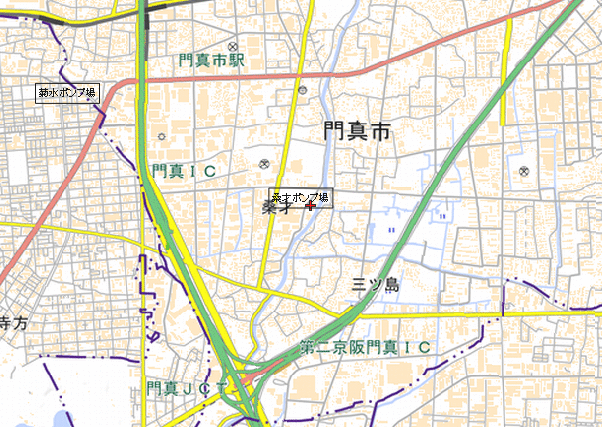 門真市駅
菊水ポンプ場
門真市
門真ＩＣ
桑才ポンプ場
桑才
三ツ島
寺方
第二京阪門真ＩＣ
門真ＪＣＴ